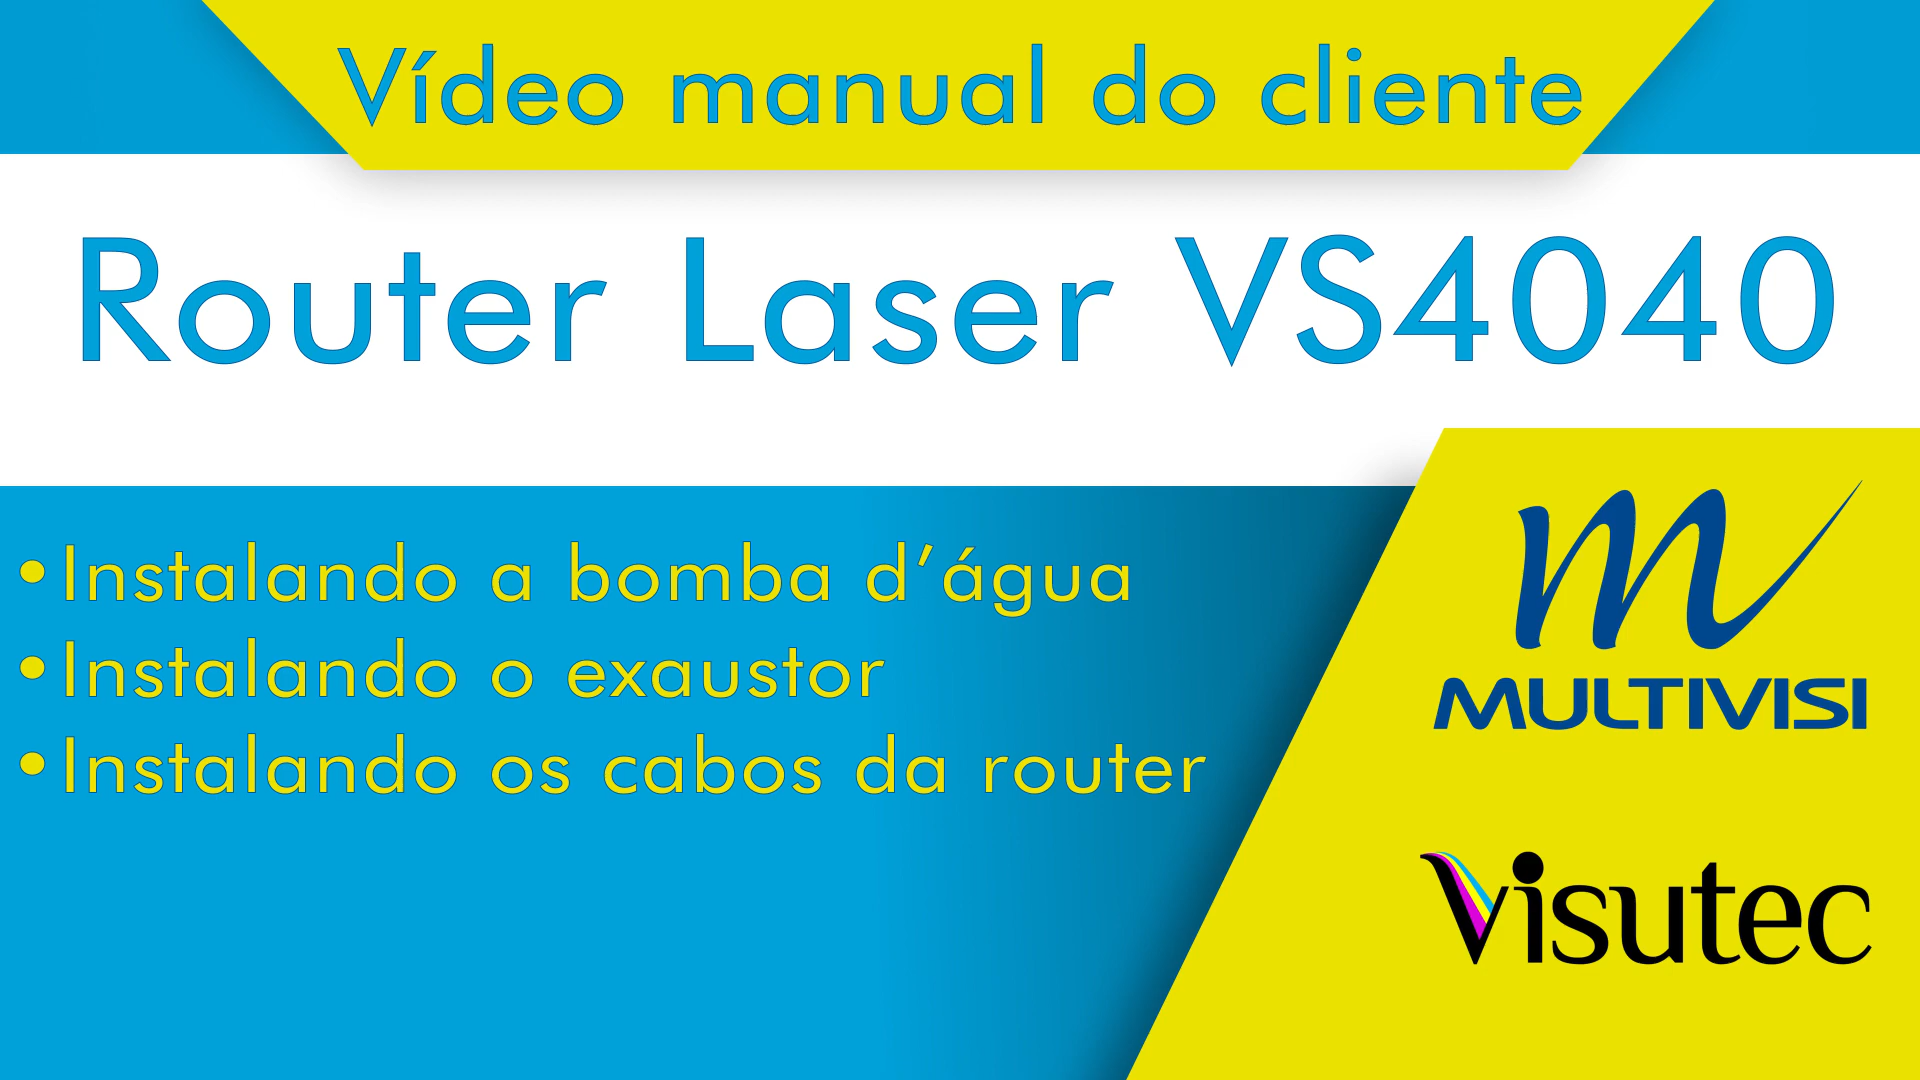 Vídeo manual do cliente
Router Laser VS4040
•Instalando a bomba d’água
•Instalando o exaustor
•Instalando os cabos da router
m
MULTIVISI
Visutec